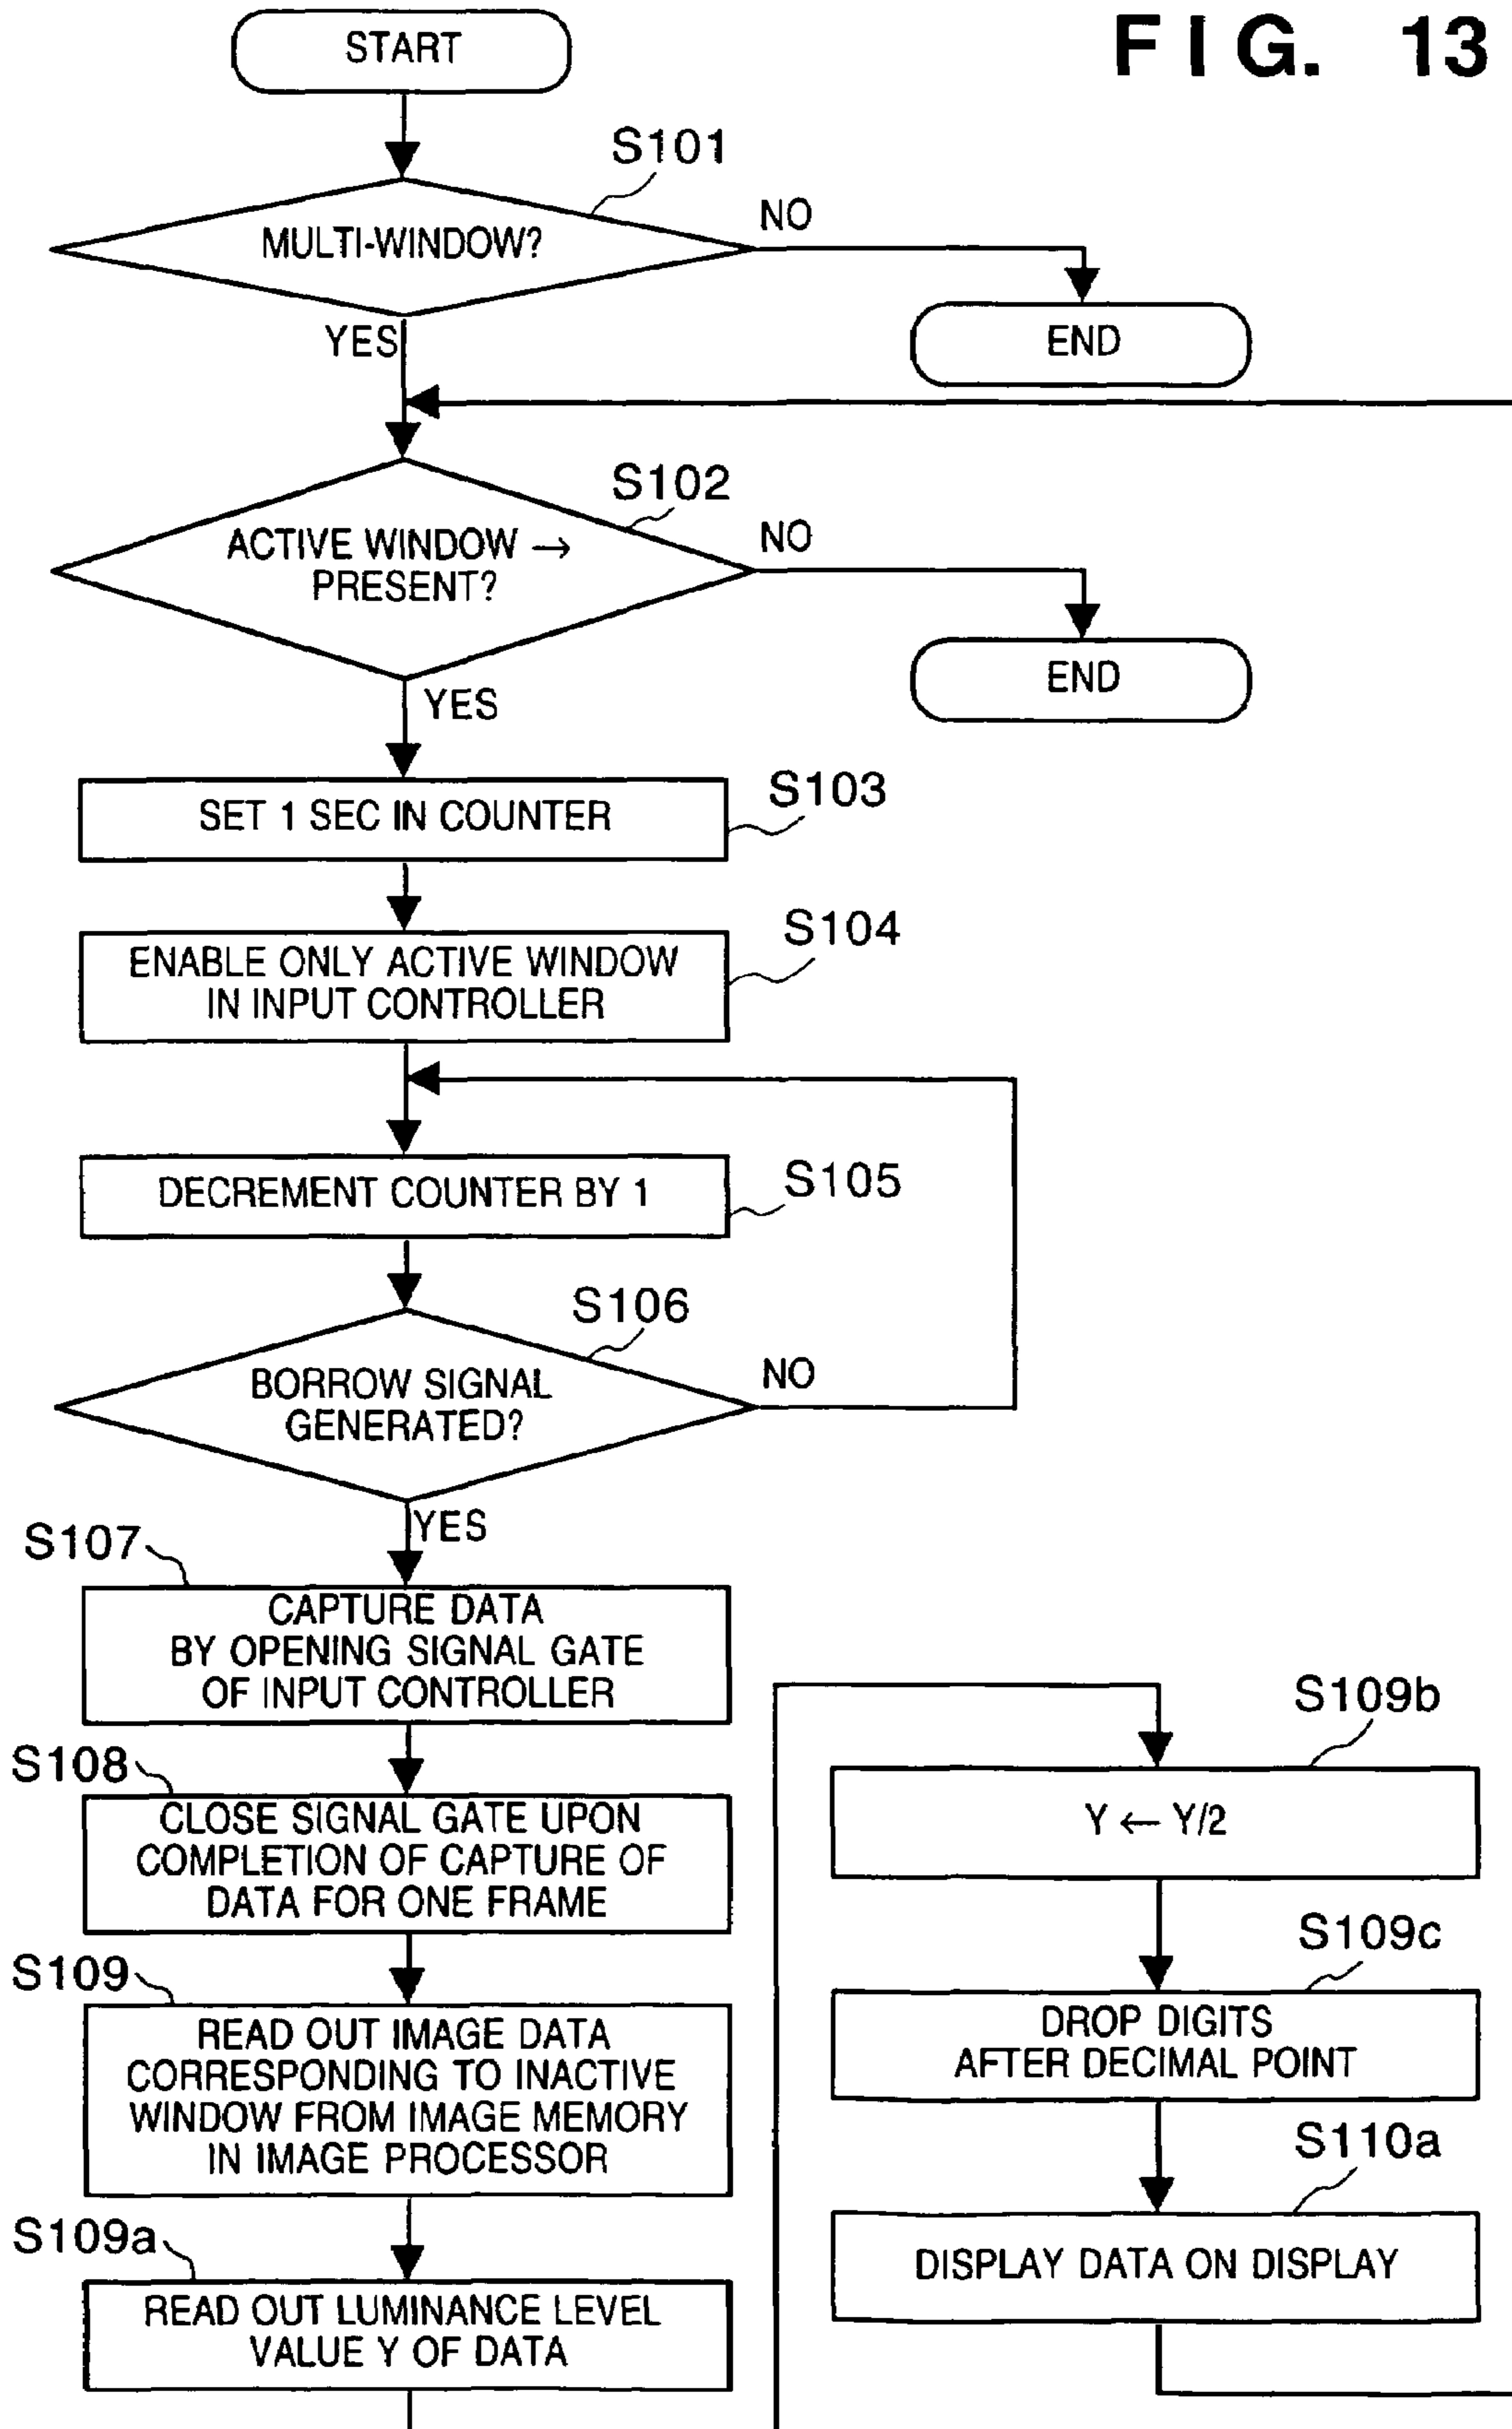 FIG. 13
START
S101
MULTI-WINDOW?
NO
END
YES
S102
ACTIVE WINDOW →
PRESENT?
NO
END
YES
SET 1 SEC IN COUNTER
S103
ENABLE ONLY ACTIVE WINDOW
IN INPUT CONTROLLER
S104
DECREMENT COUNTER BY 1
S105
S106
BORROW SIGNAL
GENERATED?
NO
YES
S107
CAPTURE DATA
BY OPENING SIGNAL GATE
OF INPUT CONTROLLER
S108
CLOSE SIGNAL GATE UPON
COMPLETION OF CAPTURE OF
DATA FOR ONE FRAME
S109
READ OUT IMAGE DATA
CORRESPONDING TO INACTIVE
WINDOW FROM IMAGE MEMORY
IN IMAGE PROCESSOR
S109a
READ OUT LUMINANCE LEVEL
VALUE Y OF DATA
S109b
Y ← Y/2
S109c
DROP DIGITS
AFTER DECIMAL POINT
S110a
DISPLAY DATA ON DISPLAY